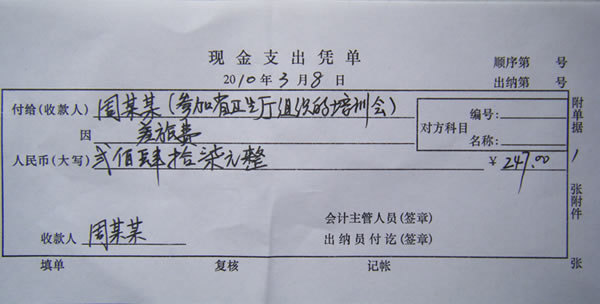 现金支出凭单
顺序第 号
2010年3月8日
出纳第 号
付给(收款人) 周某某(参加省卫生厅组织的培训会)
因 差旅费
编号:
对方科目
名称:
人民币(大写) 贰佰肆拾柒元整
¥ 247.00
附单据 1 张附件 张
会计主管人员(签章)
收款人 周某某
出纳员付讫(签章)
填单 复核 记帐